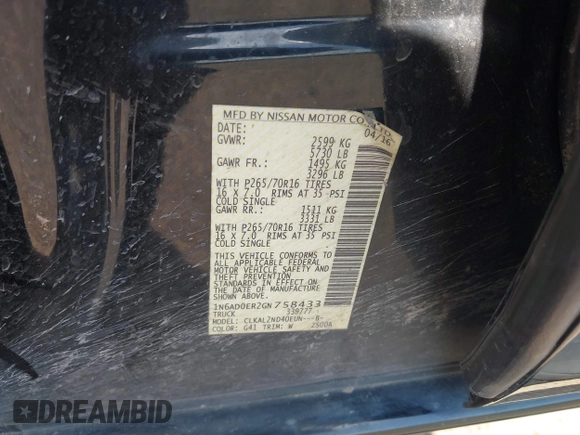 MFD BY NISSAN MOTOR CO.,LTD.
DATE: 04/16
GVWR: 2599 KG
5730 LB
GAWR FR.: 1495 KG
3296 LB
WITH P265/70R16 TIRES
16 X 7.0 RIMS AT 35 PSI
COLD SINGLE
GAWR RR.: 1511 KG
3331 LB
WITH P265/70R16 TIRES
16 X 7.0 RIMS AT 35 PSI
COLD SINGLE
THIS VEHICLE CONFORMS TO
ALL APPLICABLE FEDERAL
MOTOR VEHICLE SAFETY AND
THEFT PREVENTION
STANDARDS IN EFFECT ON
THE DATE OF MANUFACTURE
SHOWN ABOVE.
1N6AD0ER2GN758433
TRUCK 339777
MODEL: CLKAL2ND40EUN---B-
COLOR: G41 TRIM: W 2500A
DREAMBID